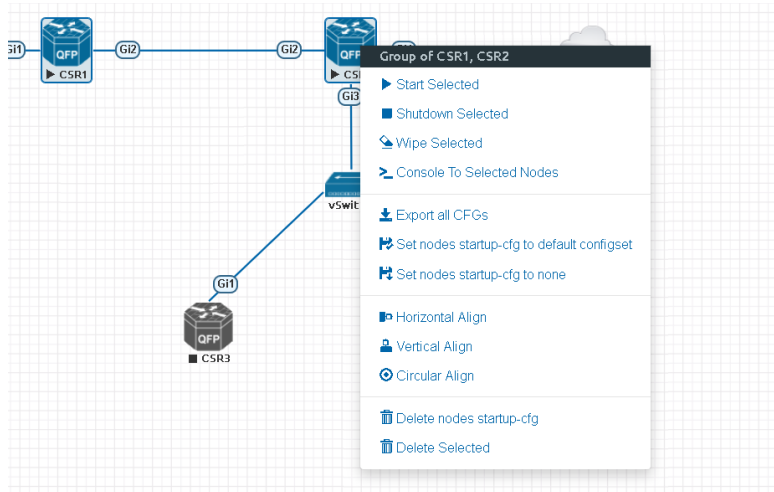 Gi1
QFP
CSR1
Gi2
Gi2
QFP
Gi3
vSwit
Gi1
QFP
CSR3
Group of CSR1, CSR2
Start Selected
Shutdown Selected
Wipe Selected
Console To Selected Nodes
Export all CFGs
Set nodes startup-cfg to default configset
Set nodes startup-cfg to none
Horizontal Align
Vertical Align
Circular Align
Delete nodes startup-cfg
Delete Selected